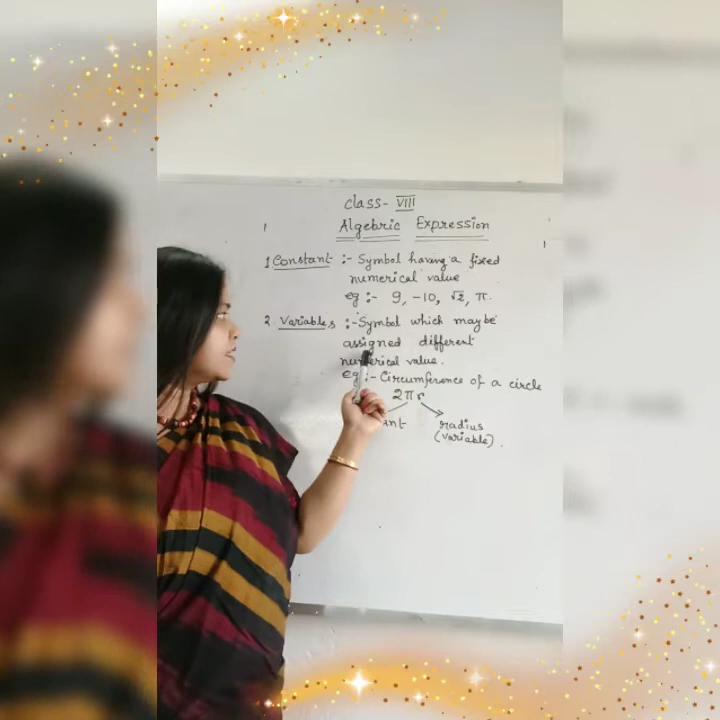 class- VIII
Algebric Expression
1 Constant :- Symbol having a fixed
numerical value
eg :- 9, -10, √2, π.
2. Variables :- Symbol which may be
assigned different
numerical value.
eg :- Circumference of a circle
2πr
ant radius
(variable).